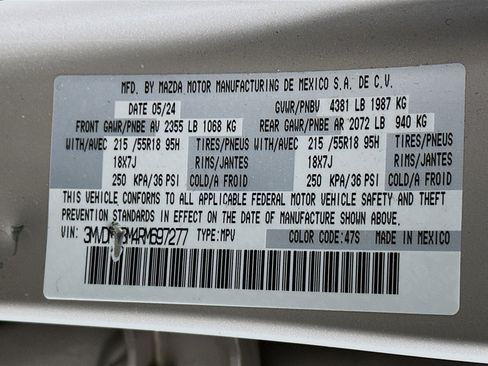 MFD. BY MAZDA MOTOR MANUFACTURING DE MEXICO S.A. DE C.V.
DATE 05/24 GVWR/PNBV 4381 LB 1987 KG
FRONT GAWR/PNBE AV 2355 LB 1068 KG REAR GAWR/PNBE AR 2072 LB 940 KG
WITH/AVEC 215 /55R18 95H TIRES/PNEUS WITH/AVEC 215 /55R18 95H TIRES/PNEUS
18X7J RIMS/JANTES 18X7J RIMS/JANTES
250 KPA/36 PSI COLD/A FROID 250 KPA/36 PSI COLD/A FROID
THIS VEHICLE CONFORMS TO ALL APPLICABLE FEDERAL MOTOR VEHICLE SAFETY AND THEFT
PREVENTION STANDARDS IN EFFECT ON THE DATE OF MANUFACTURE SHOWN ABOVE.
VIN: TYPE: MPV COLOR CODE: 47S MADE IN MEXICO